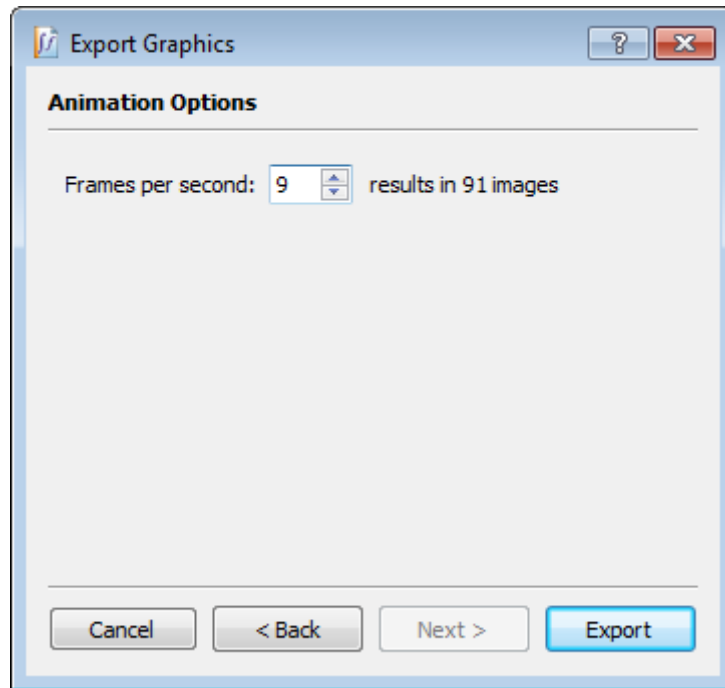 Export Graphics
Animation Options
Frames per second: 9 results in 91 images
Cancel < Back Next > Export